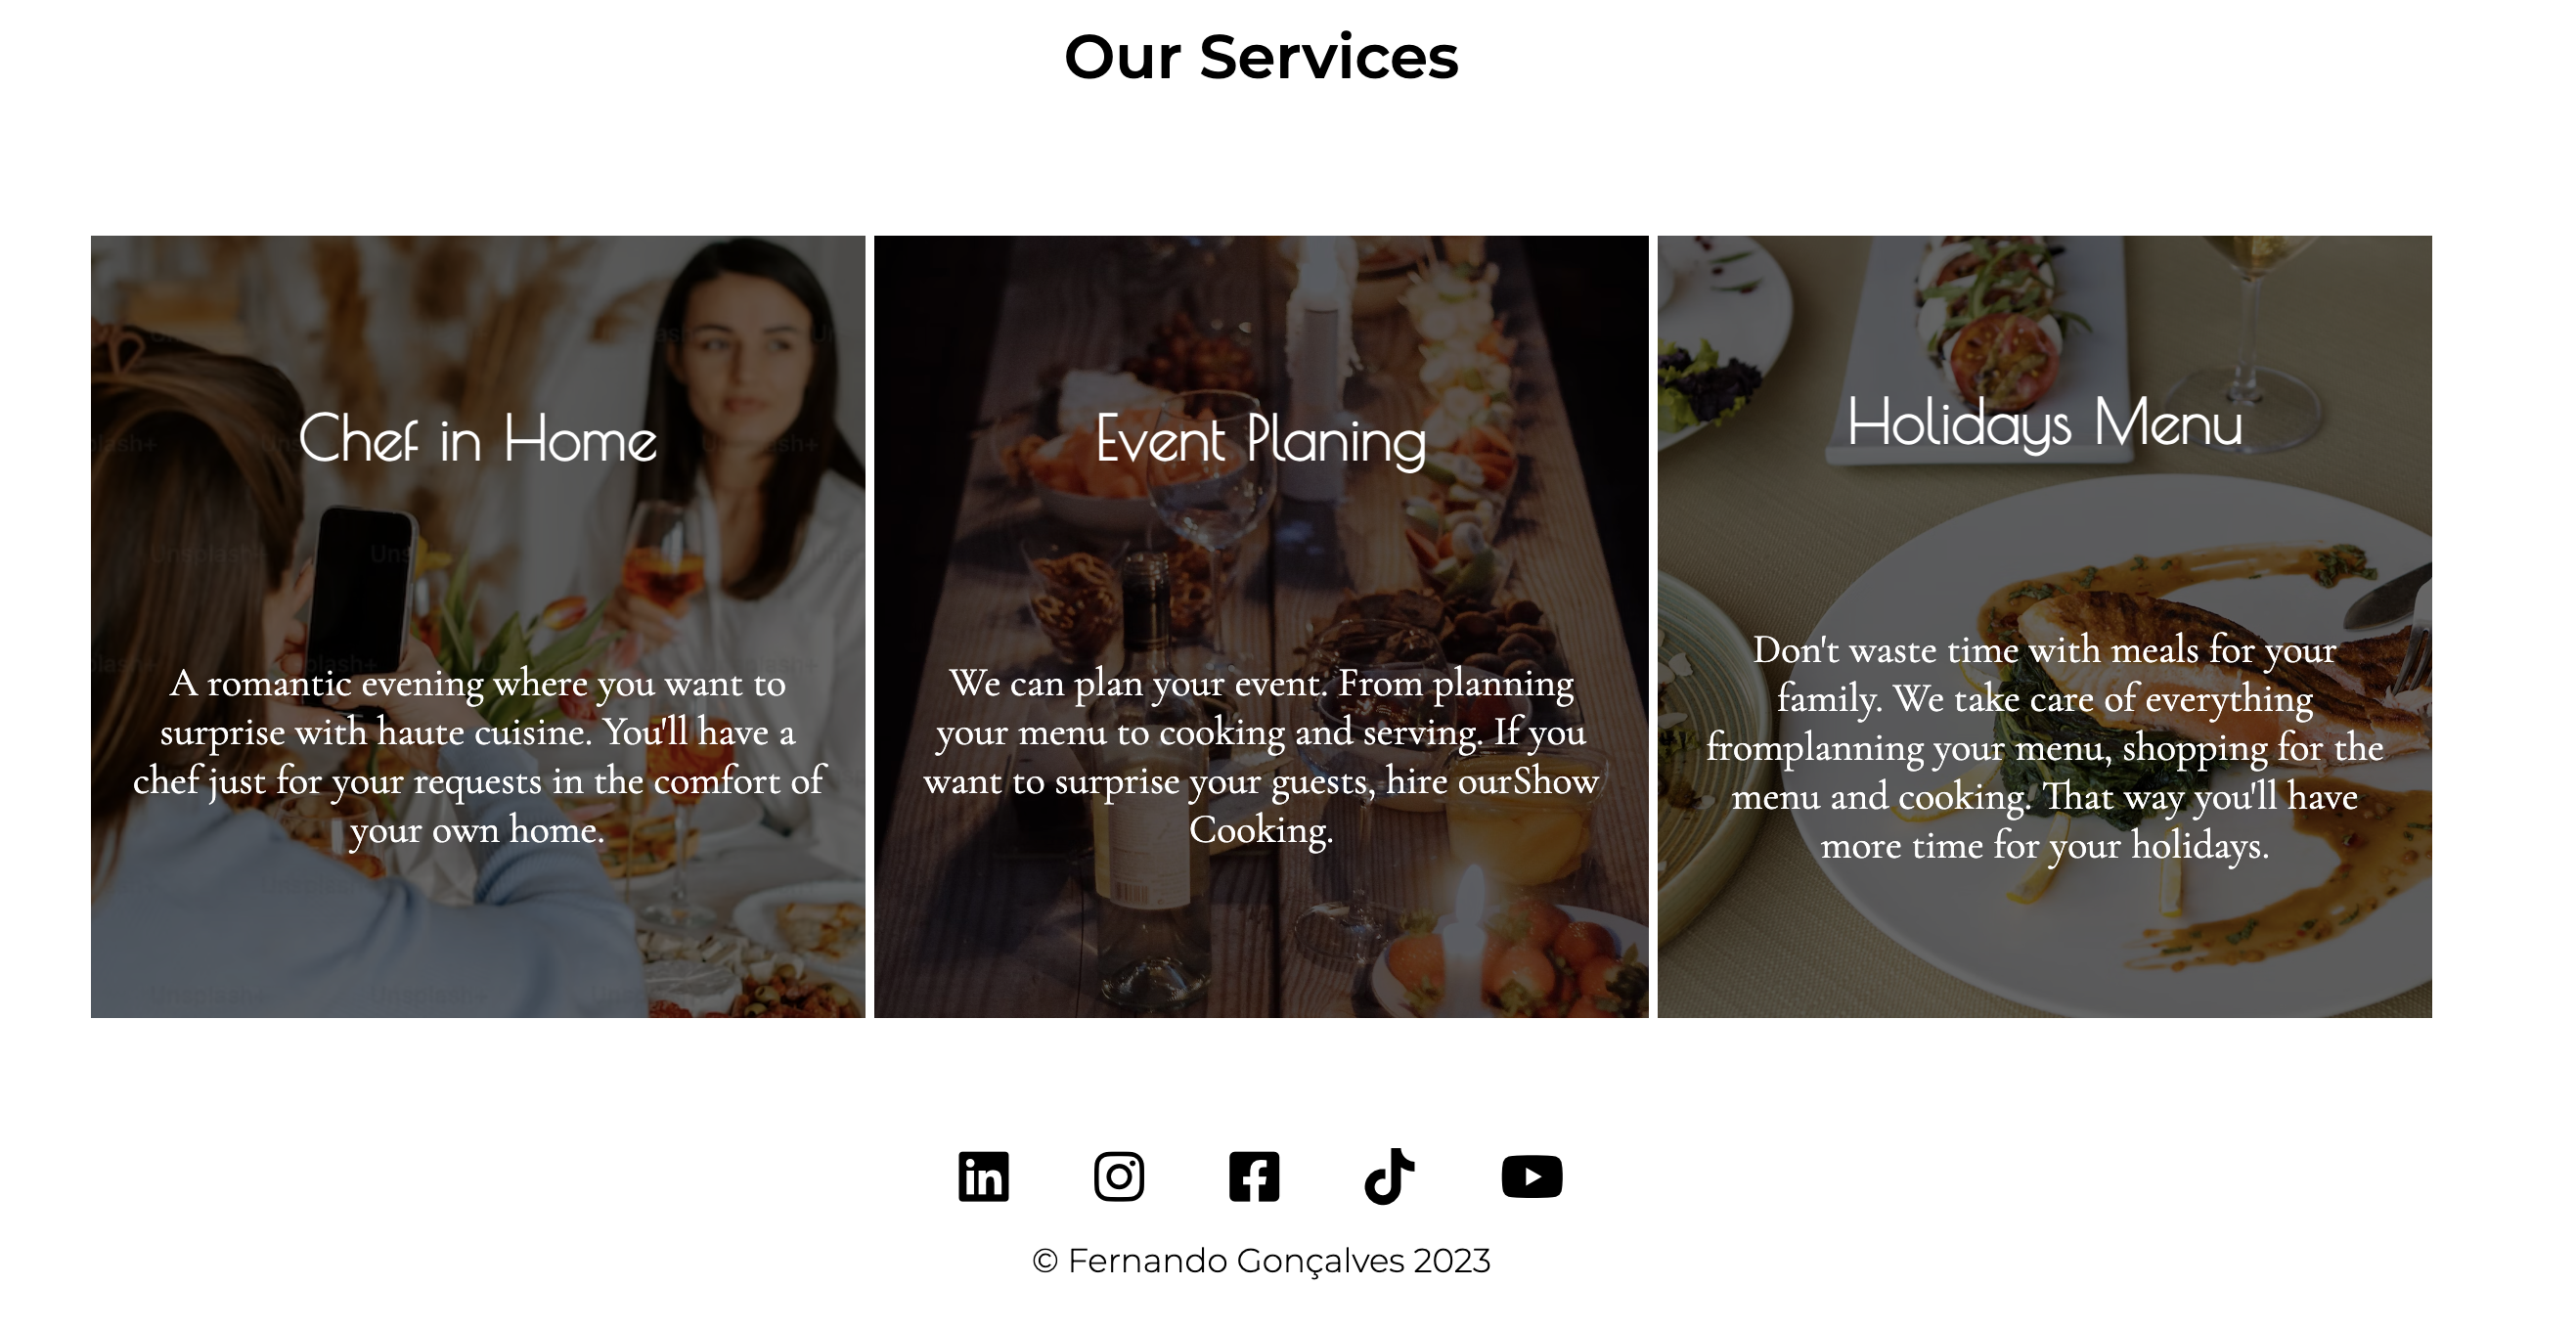 Our Services
Chef in Home
A romantic evening where you want to
surprise with haute cuisine. You'll have a
chef just for your requests in the comfort of
your own home.
Event Planing
We can plan your event. From planning
your menu to cooking and serving. If you
want to surprise your guests, hire ourShow
Cooking.
Holidays Menu
Don't waste time with meals for your
family. We take care of everything
fromplanning your menu, shopping for the
menu and cooking. That way you'll have
more time for your holidays.
© Fernando Gonçalves 2023